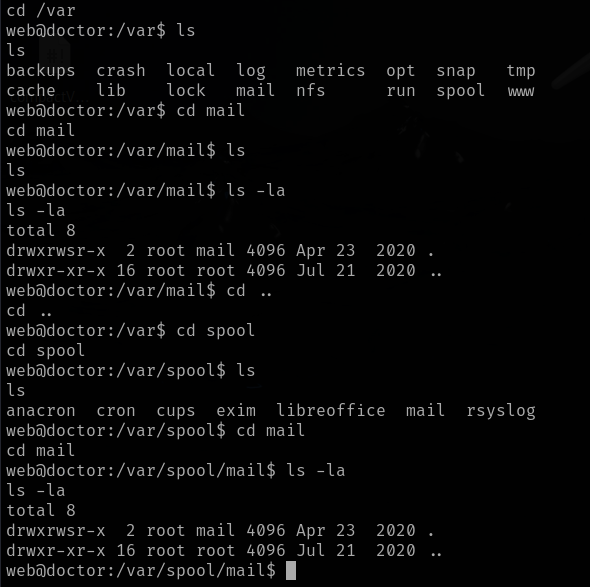 cd /var
web@doctor:/var$ ls
ls
backups  crash  local  log   metrics  opt  snap   tmp
cache    lib    lock   mail  nfs      run  spool  www
web@doctor:/var$ cd mail
cd mail
web@doctor:/var/mail$ ls
ls
web@doctor:/var/mail$ ls -la
ls -la
total 8
drwxrwsr-x  2 root mail 4096 Apr 23  2020 .
drwxr-xr-x 16 root root 4096 Jul 21  2020 ..
web@doctor:/var/mail$ cd ..
cd ..
web@doctor:/var$ cd spool
cd spool
web@doctor:/var/spool$ ls
ls
anacron  cron  cups  exim  libreoffice  mail  rsyslog
web@doctor:/var/spool$ cd mail
cd mail
web@doctor:/var/spool/mail$ ls -la
ls -la
total 8
drwxrwsr-x  2 root mail 4096 Apr 23  2020 .
drwxr-xr-x 16 root root 4096 Jul 21  2020 ..
web@doctor:/var/spool/mail$